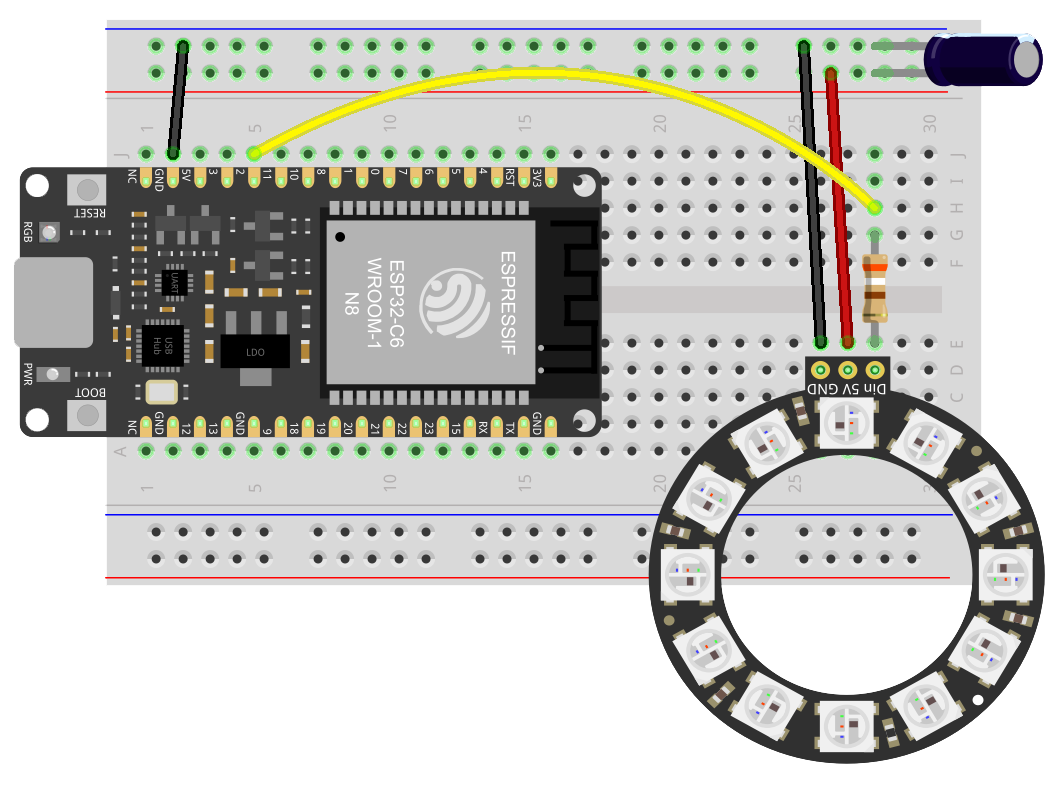 1 5 10 15 20 25 30
J J
I
H
G
F
E
D
C
A
NC GND 5V 3 2 11 10 8 1 0 7 6 5 4 RST 3V3
RESET
RGB
UART
USB Hub
LDO
PWR
BOOT
ESPRESSIF
ESP32-C6
WROOM-1
N8
NC GND 12 13 GND 9 18 19 20 21 22 23 15 RX TX GND
GND 5V Din
1 5 10 15 20 25